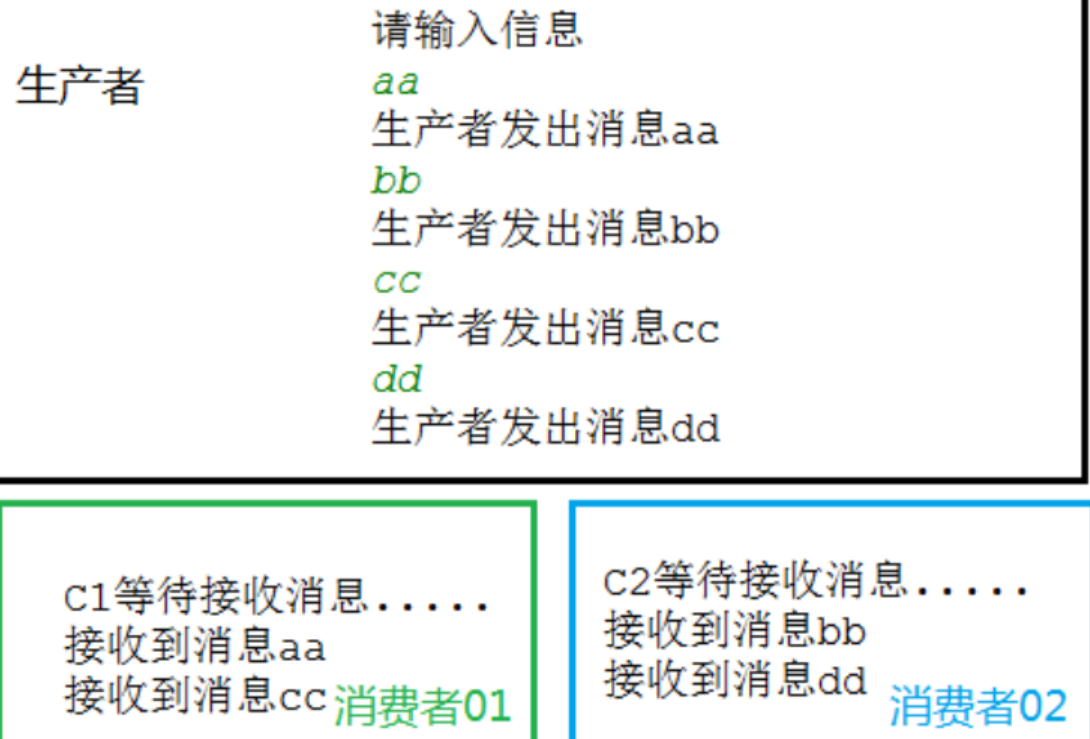 请输入信息
生产者
aa
生产者发出消息aa
bb
生产者发出消息bb
cc
生产者发出消息cc
dd
生产者发出消息dd
C1等待接收消息.....
接收到消息aa
接收到消息cc
消费者01
C2等待接收消息.....
接收到消息bb
接收到消息dd
消费者02